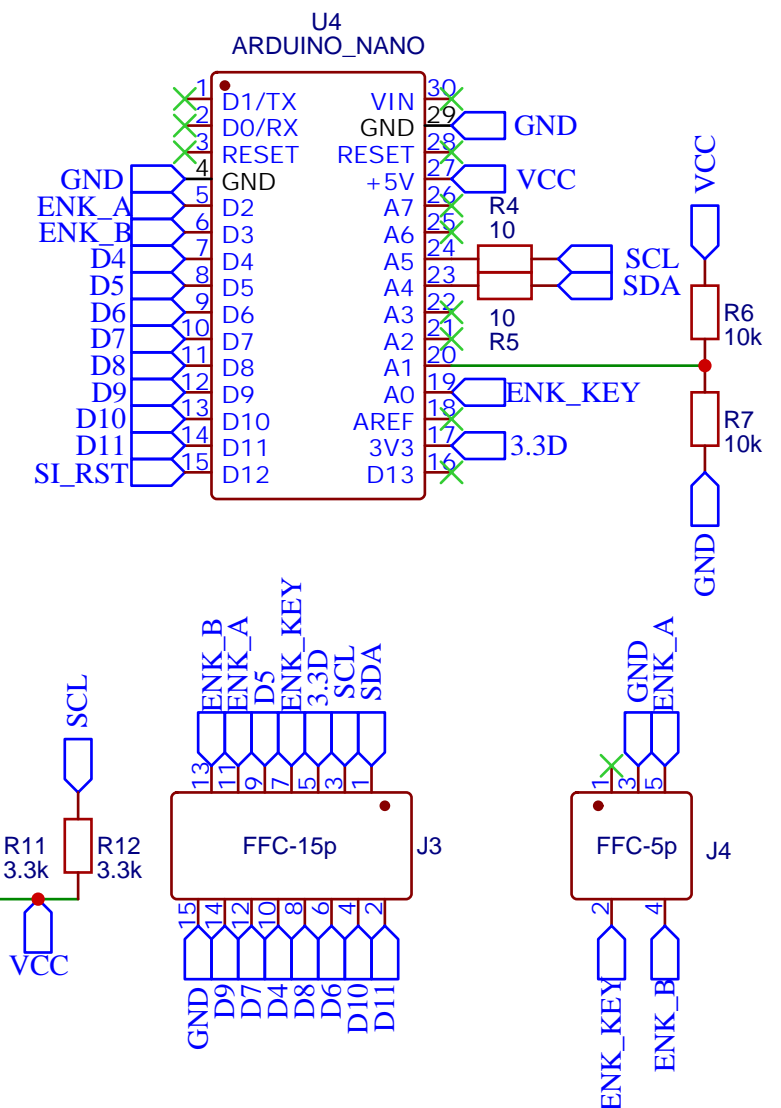 U4
ARDUINO_NANO
1 D1/TX VIN 30
2 D0/RX GND 29 GND
3 RESET RESET 28
GND 4 GND +5V 27 VCC
ENK_A 5 D2 A7 26
ENK_B 6 D3 A6 25
D4 7 D4 A5 24 R4 10 SCL
D5 8 D5 A4 23 SDA
D6 9 D6 A3 22 10
D7 10 D7 A2 21 R5
D8 11 D8 A1 20
D9 12 D9 A0 19 ENK_KEY
D10 13 D10 AREF 18
D11 14 D11 3V3 17 3.3D
SI_RST 15 D12 D13 16
VCC
R6
10k
R7
10k
GND
SCL
R11 R12
3.3k 3.3k
VCC
ENK_B ENK_A D5 ENK_KEY 3.3D SCL SDA
13 11 9 7 5 3 1
FFC-15p J3
15 14 12 10 8 6 4 2
GND D9 D7 D4 D8 D6 D10 D11
GND ENK_A
1 3 5
FFC-5p J4
2 4
ENK_KEY ENK_B